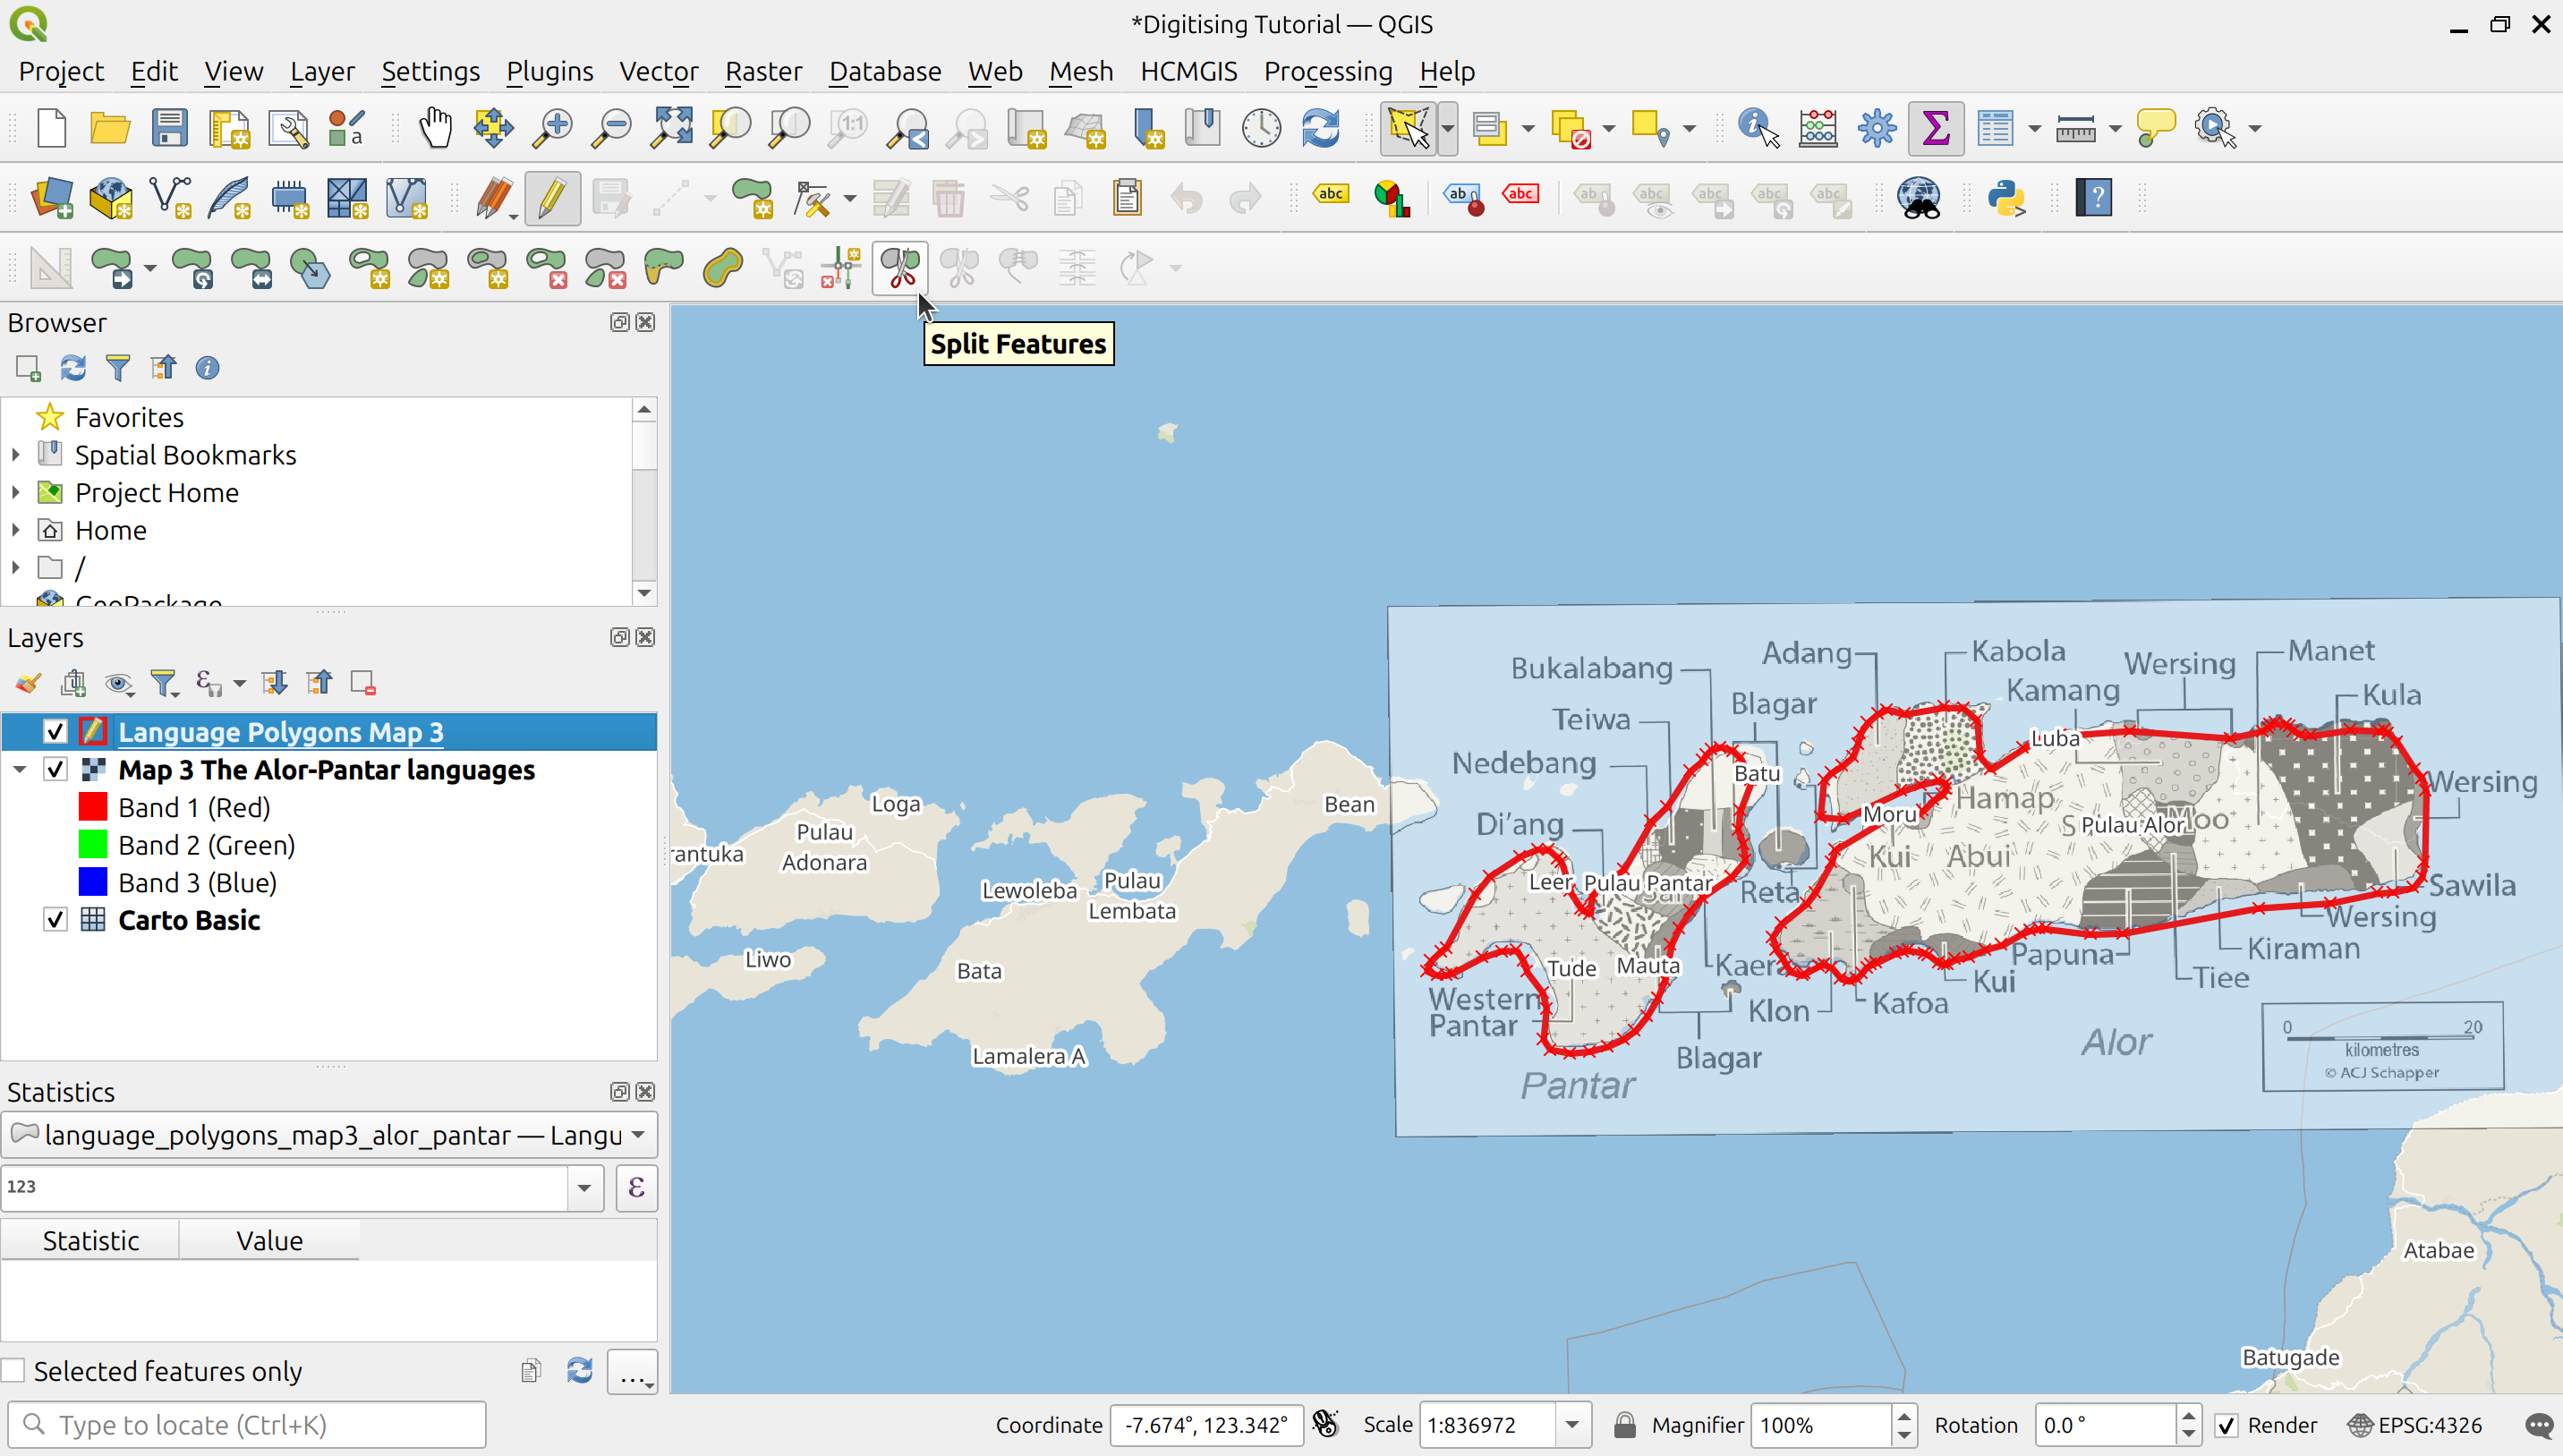 *Digitising Tutorial — QGIS
Project Edit View Layer Settings Plugins Vector Raster Database Web Mesh HCMGIS Processing Help
Split Features
Browser
Favorites
Spatial Bookmarks
Project Home
Home
/
GeoPackage
Layers
Language Polygons Map 3
Map 3 The Alor-Pantar languages
Band 1 (Red)
Band 2 (Green)
Band 3 (Blue)
Carto Basic
Statistics
language_polygons_map3_alor_pantar — Langu
123
ε
Statistic Value
Selected features only
...
Type to locate (Ctrl+K)
Coordinate -7.674°, 123.342° Scale 1:836972 Magnifier 100% Rotation 0.0 ° Render EPSG:4326
rantuka
Loga
Pulau
Adonara
Lewoleba
Pulau
Lembata
Bean
Liwo
Bata
Lamalera A
Adang
Kabola
Wersing
Manet
Bukalabang
Kamang
Kula
Blagar
Teiwa
Luba
Nedebang
Batu
Wersing
Di'ang
Moru
Hamap
Pulau Alor
Kui
Abui
Leer
Pulau Pantar
Reta
Sawila
Wersing
Tude
Mauta
Kaera
Papuna
Kiraman
Western
Pantar
Klon
Kafoa
Kui
Tiee
Blagar
Pantar
Alor
0 20
kilometres
© ACJ Schapper
Atabae
Batugade